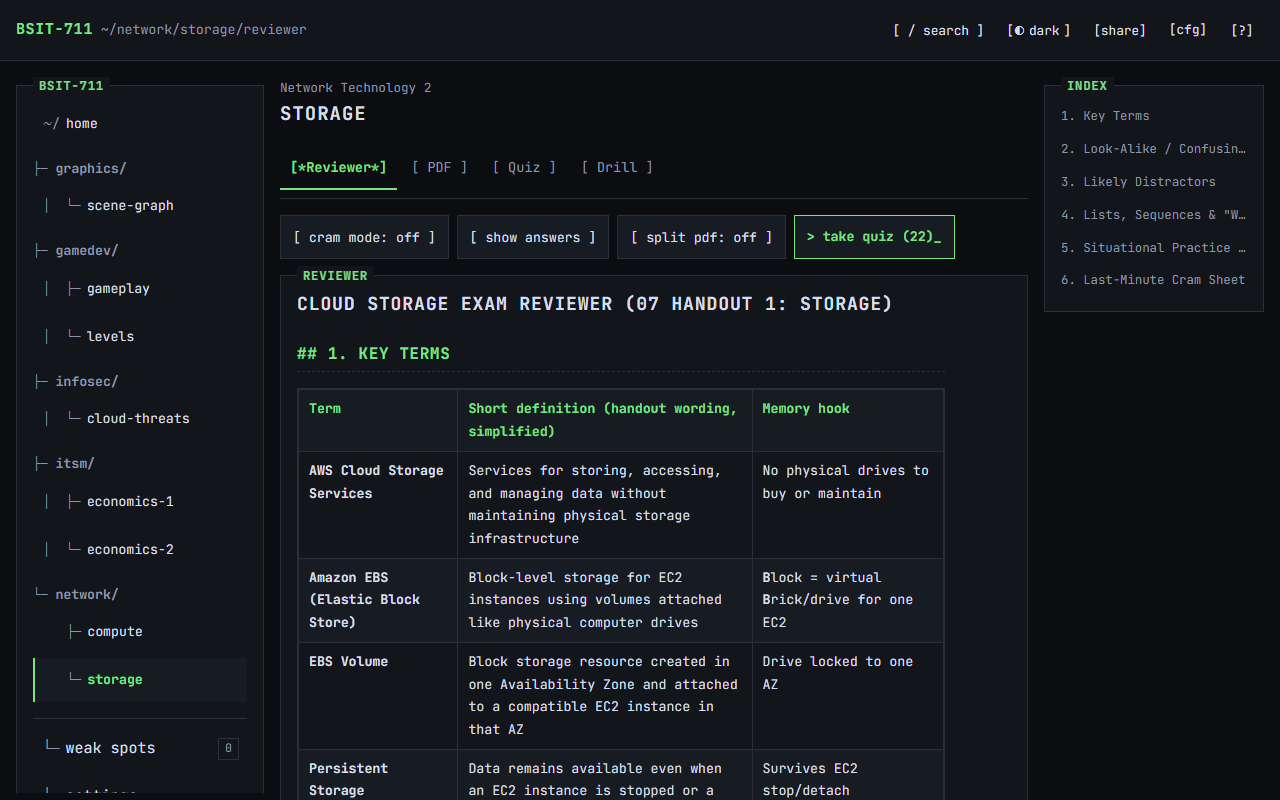 BSIT-711 ~/network/storage/reviewer
[ / search ] [◐ dark ] [share] [cfg] [?]
BSIT-711
~/ home
├─ graphics/
│ └─ scene-graph
├─ gamedev/
│ ├─ gameplay
│ └─ levels
├─ infosec/
│ └─ cloud-threats
├─ itsm/
│ ├─ economics-1
│ └─ economics-2
└─ network/
├─ compute
└─ storage
└─ weak spots 0
Network Technology 2
STORAGE
[*Reviewer*] [ PDF ] [ Quiz ] [ Drill ]
[ cram mode: off ] [ show answers ] [ split pdf: off ] > take quiz (22)_
REVIEWER
CLOUD STORAGE EXAM REVIEWER (07 HANDOUT 1: STORAGE)
## 1. KEY TERMS
Term
Short definition (handout wording,
simplified)
Memory hook
AWS Cloud Storage
Services
Services for storing, accessing,
and managing data without
maintaining physical storage
infrastructure
No physical drives to
buy or maintain
Amazon EBS
(Elastic Block
Store)
Block-level storage for EC2
instances using volumes attached
like physical computer drives
Block = virtual
Brick/drive for one
EC2
EBS Volume
Block storage resource created in
one Availability Zone and attached
to a compatible EC2 instance in
that AZ
Drive locked to one
AZ
Persistent
Storage
Data remains available even when
an EC2 instance is stopped or a
Survives EC2
stop/detach
INDEX
1. Key Terms
2. Look-Alike / Confusin…
3. Likely Distractors
4. Lists, Sequences & "W…
5. Situational Practice …
6. Last-Minute Cram Sheet